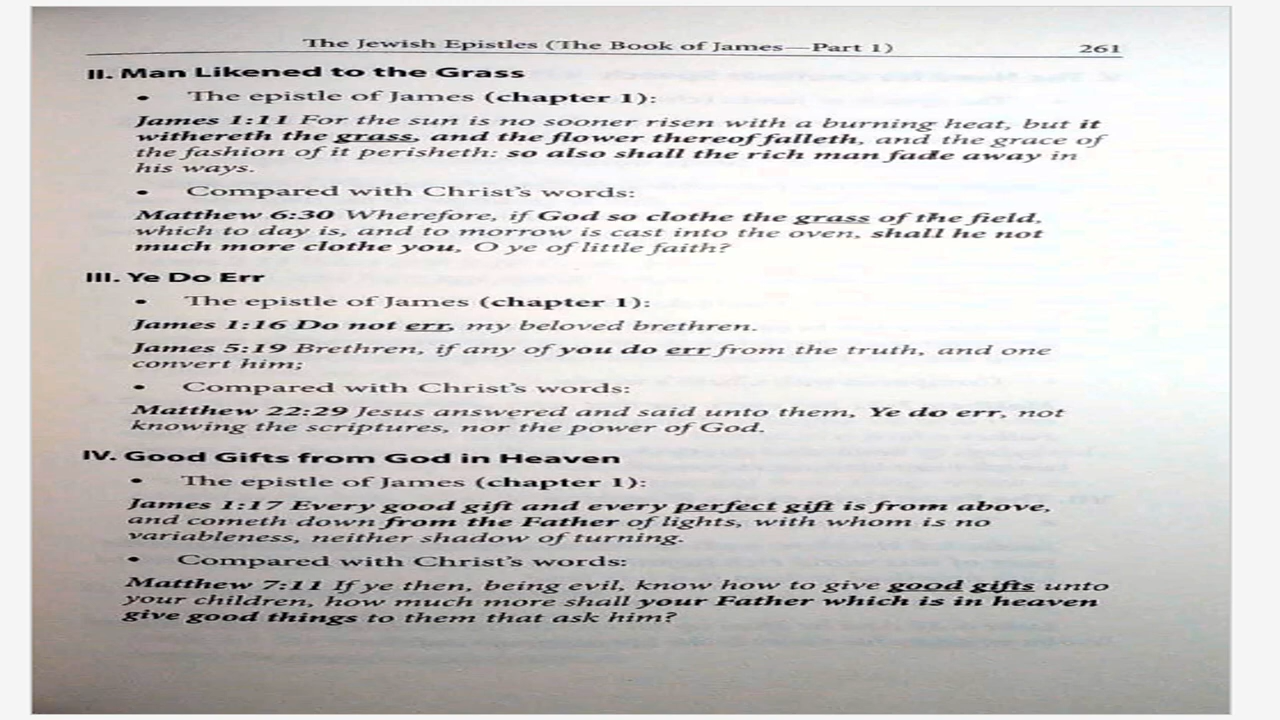 The Jewish Epistles (The Book of James—Part 1) 261
II. Man Likened to the Grass
• The epistle of James (chapter 1):
James 1:11 For the sun is no sooner risen with a burning heat, but it
withereth the grass, and the flower thereof falleth, and the grace of
the fashion of it perisheth: so also shall the rich man fade away in
his ways.
• Compared with Christ's words:
Matthew 6:30 Wherefore, if God so clothe the grass of the field,
which to day is, and to morrow is cast into the oven, shall he not
much more clothe you, O ye of little faith?
III. Ye Do Err
• The epistle of James (chapter 1):
James 1:16 Do not err, my beloved brethren.
James 5:19 Brethren, if any of you do err from the truth, and one
convert him;
• Compared with Christ's words:
Matthew 22:29 Jesus answered and said unto them, Ye do err, not
knowing the scriptures, nor the power of God.
IV. Good Gifts from God in Heaven
• The epistle of James (chapter 1):
James 1:17 Every good gift and every perfect gift is from above,
and cometh down from the Father of lights, with whom is no
variableness, neither shadow of turning.
• Compared with Christ's words:
Matthew 7:11 If ye then, being evil, know how to give good gifts unto
your children, how much more shall your Father which is in heaven
give good things to them that ask him?